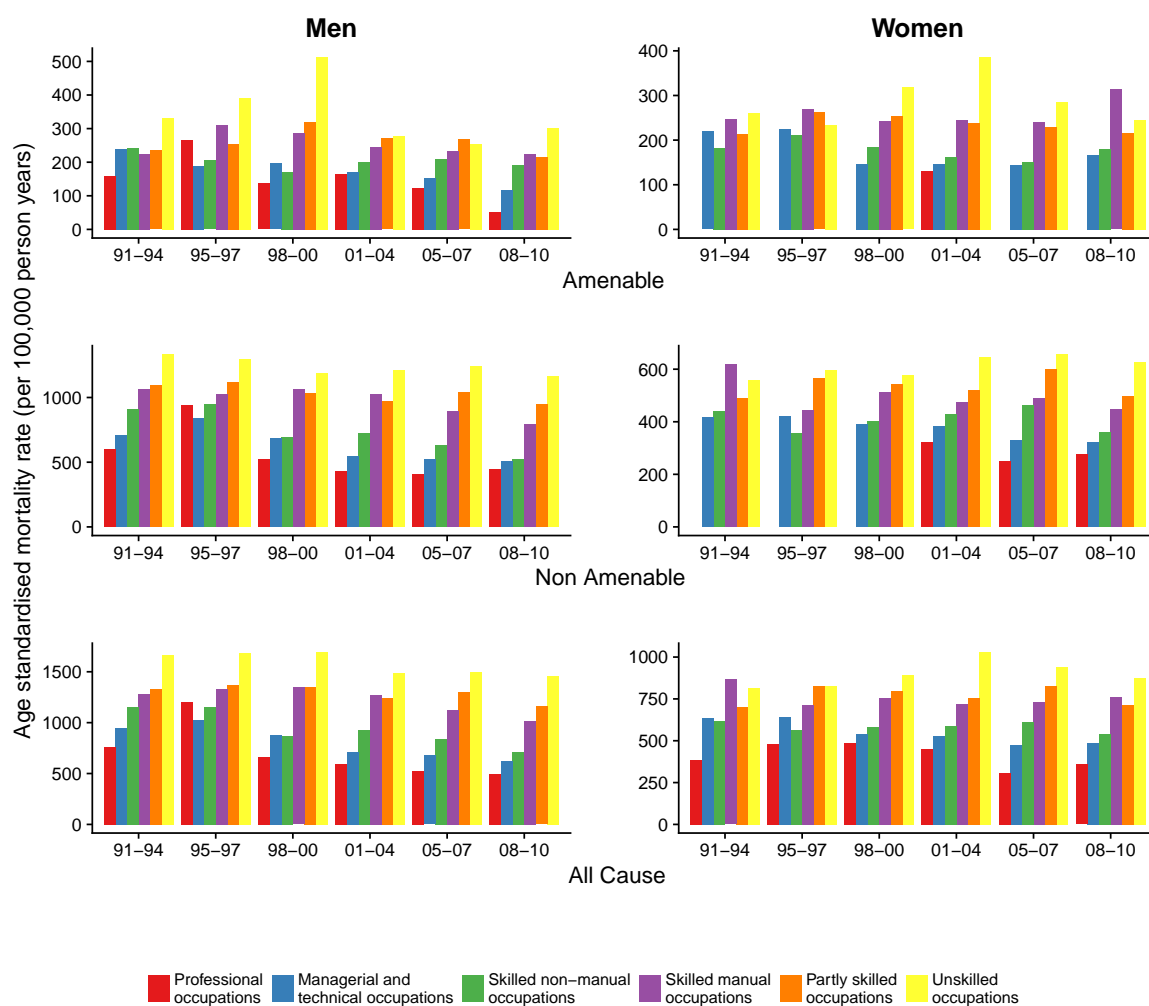 Men
Women
Age standardised mortality rate (per 100,000 person years)
500
400
300
200
100
0
91−94 95−97 98−00 01−04 05−07 08−10
400
300
200
100
0
91−94 95−97 98−00 01−04 05−07 08−10
Amenable
1000
500
0
91−94 95−97 98−00 01−04 05−07 08−10
600
400
200
0
91−94 95−97 98−00 01−04 05−07 08−10
Non Amenable
1500
1000
500
0
91−94 95−97 98−00 01−04 05−07 08−10
1000
750
500
250
0
91−94 95−97 98−00 01−04 05−07 08−10
All Cause
Professional
occupations
Managerial and
technical occupations
Skilled non−manual
occupations
Skilled manual
occupations
Partly skilled
occupations
Unskilled
occupations